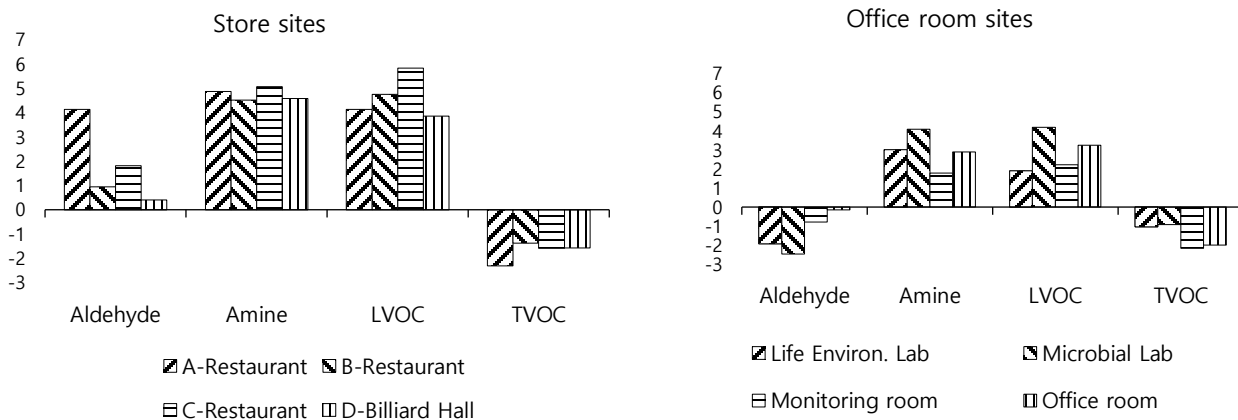 Store sites
7
6
5
4
3
2
1
0
-1
-2
-3
Aldehyde Amine LVOC TVOC
A-Restaurant B-Restaurant
C-Restaurant D-Billiard Hall
Office room sites
7
6
5
4
3
2
1
0
-1
-2
-3
Aldehyde Amine LVOC TVOC
Life Environ. Lab Microbial Lab
Monitoring room Office room